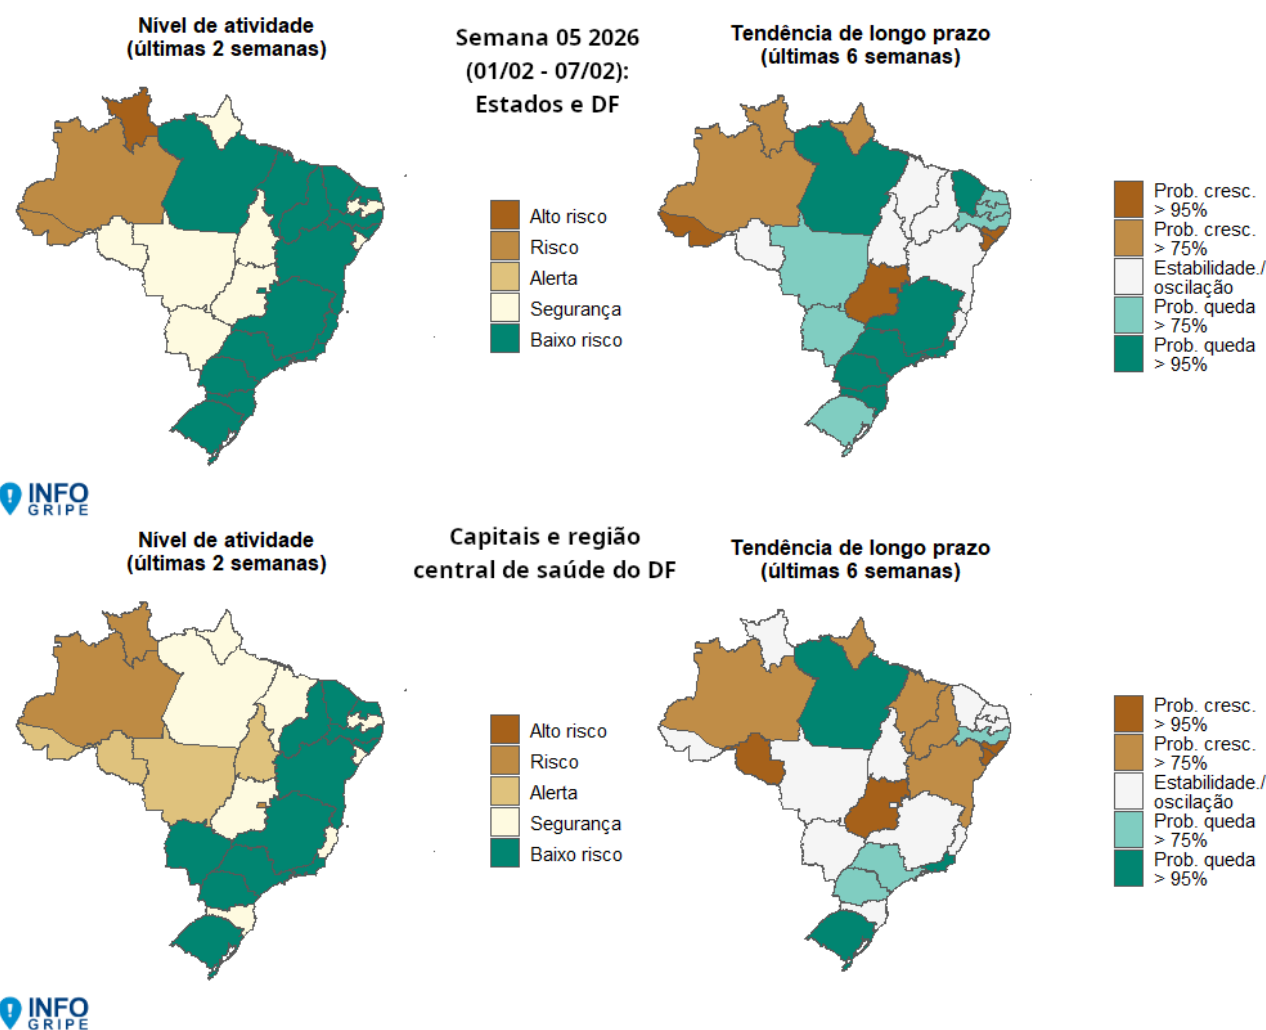 Nível de atividade
(últimas 2 semanas)
Semana 05 2026
(01/02 - 07/02):
Estados e DF
Tendência de longo prazo
(últimas 6 semanas)
Alto risco
Risco
Alerta
Segurança
Baixo risco
Prob. cresc.
> 95%
Prob. cresc.
> 75%
Estabilidade./
oscilação
Prob. queda
> 75%
Prob. queda
> 95%
INFO
GRIPE
Nível de atividade
(últimas 2 semanas)
Capitais e região
central de saúde do DF
Tendência de longo prazo
(últimas 6 semanas)
Alto risco
Risco
Alerta
Segurança
Baixo risco
Prob. cresc.
> 95%
Prob. cresc.
> 75%
Estabilidade./
oscilação
Prob. queda
> 75%
Prob. queda
> 95%
INFO
GRIPE